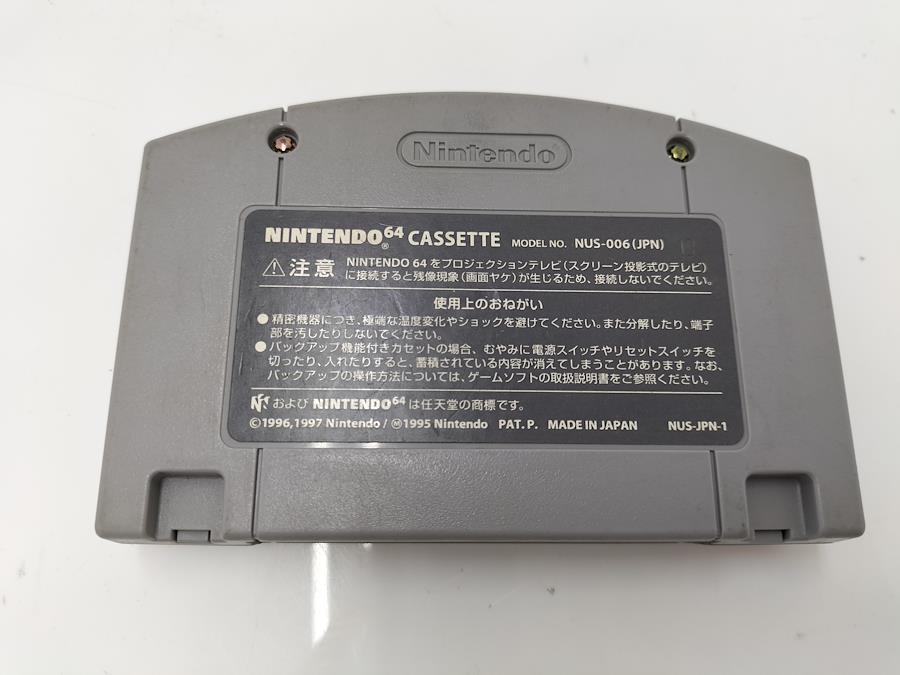 Nintendo
NINTENDO64® CASSETTE MODEL NO. NUS-006(JPN)
⚠注意 NINTENDO 64をプロジェクションテレビ(スクリーン投影式のテレビ)
に接続すると残像現象(画面ヤケ)が生じるため、接続しないでください。
使用上のおねがい
●精密機器につき、極端な温度変化やショックを避けてください。また分解したり、端子
部を汚したりしないでください。
●バックアップ機能付きカセットの場合、むやみに電源スイッチやリセットスイッチを
切ったり、入れたりすると、蓄積されている内容が消えてしまうことがあります。なお、
バックアップの操作方法については、ゲームソフトの取扱説明書をご参照ください。
および NINTENDO64は任天堂の商標です。
©1996,1997 Nintendo/Ⓜ1995 Nintendo PAT.P. MADE IN JAPAN NUS-JPN-1